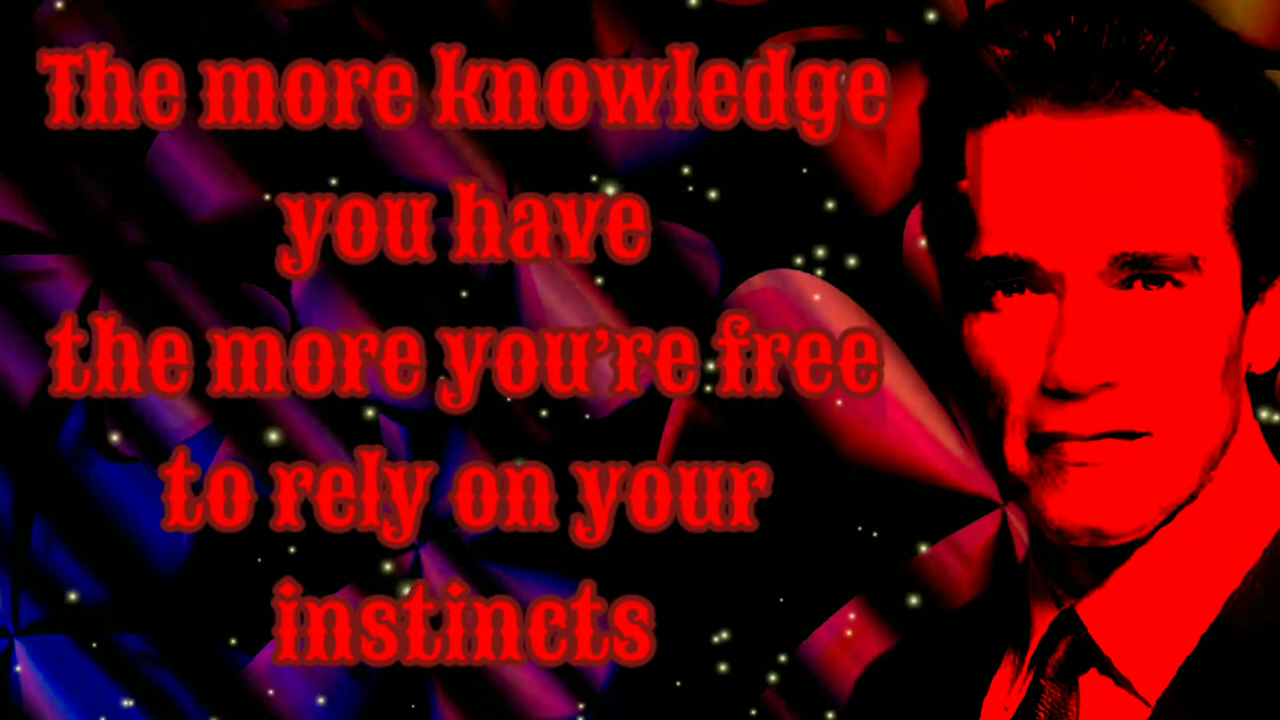 The more knowledge
you have
the more you're free
to rely on your
instincts